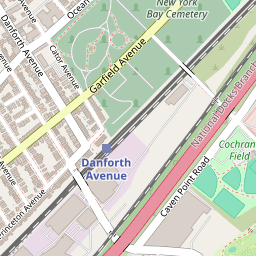 New York
Bay Cemetery
Ocean
Danforth Avenue
Cator Avenue
Garfield Avenue
National Docks Branch
Cochran
Field
Danforth
Avenue
Caven Point Road
Princeton Avenue